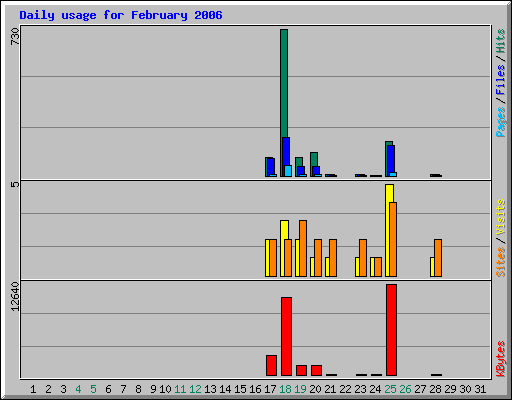 Daily usage for February 2006
730
Pages / Files / Hits
5
Sites / Visits
12640
KBytes
1 2 3 4 5 6 7 8 9 10 11 12 13 14 15 16 17 18 19 20 21 22 23 24 25 26 27 28 29 30 31